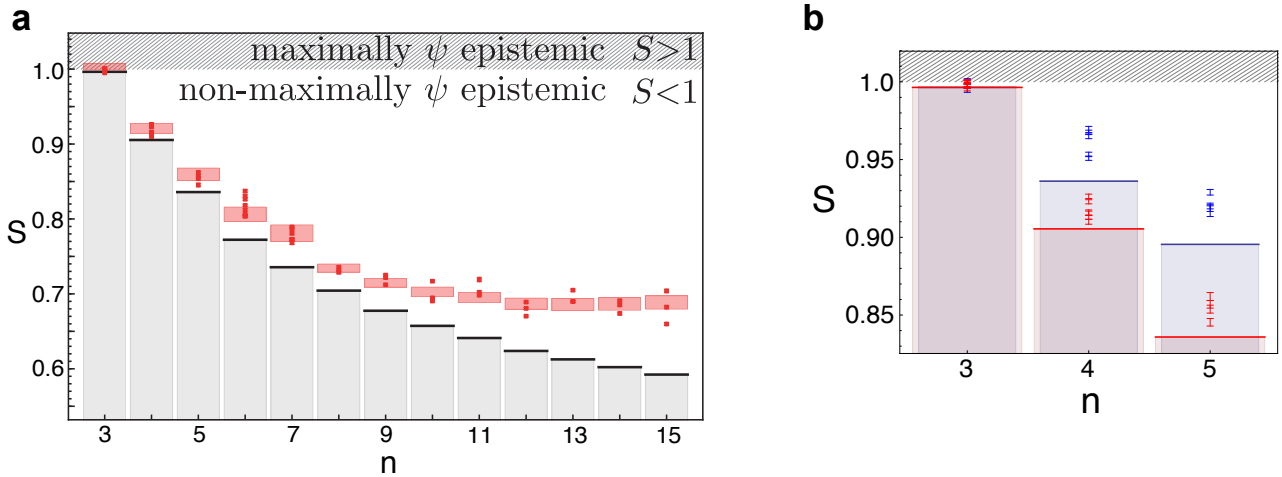 a
maximally ψ epistemic S>1
non-maximally ψ epistemic S<1
1.0
0.9
0.8
0.7
0.6
S
3 5 7 9 11 13 15
n
b
1.00
0.95
0.90
0.85
S
3 4 5
n